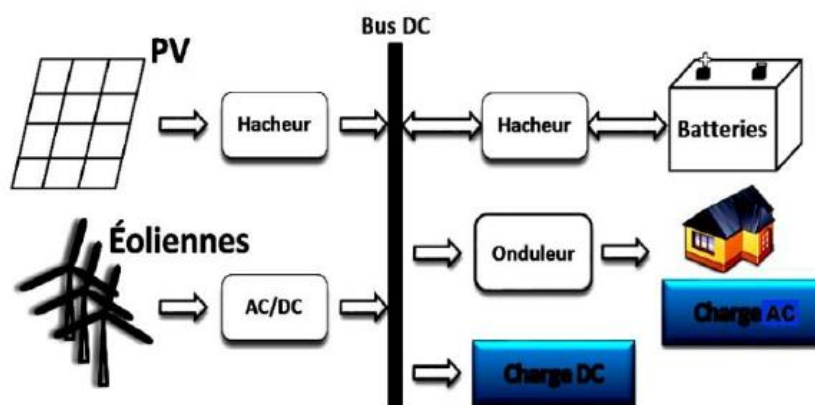 Bus DC
PV
Hacheur
Hacheur
Batteries
Éoliennes
AC/DC
Onduleur
Charge AC
Charge DC